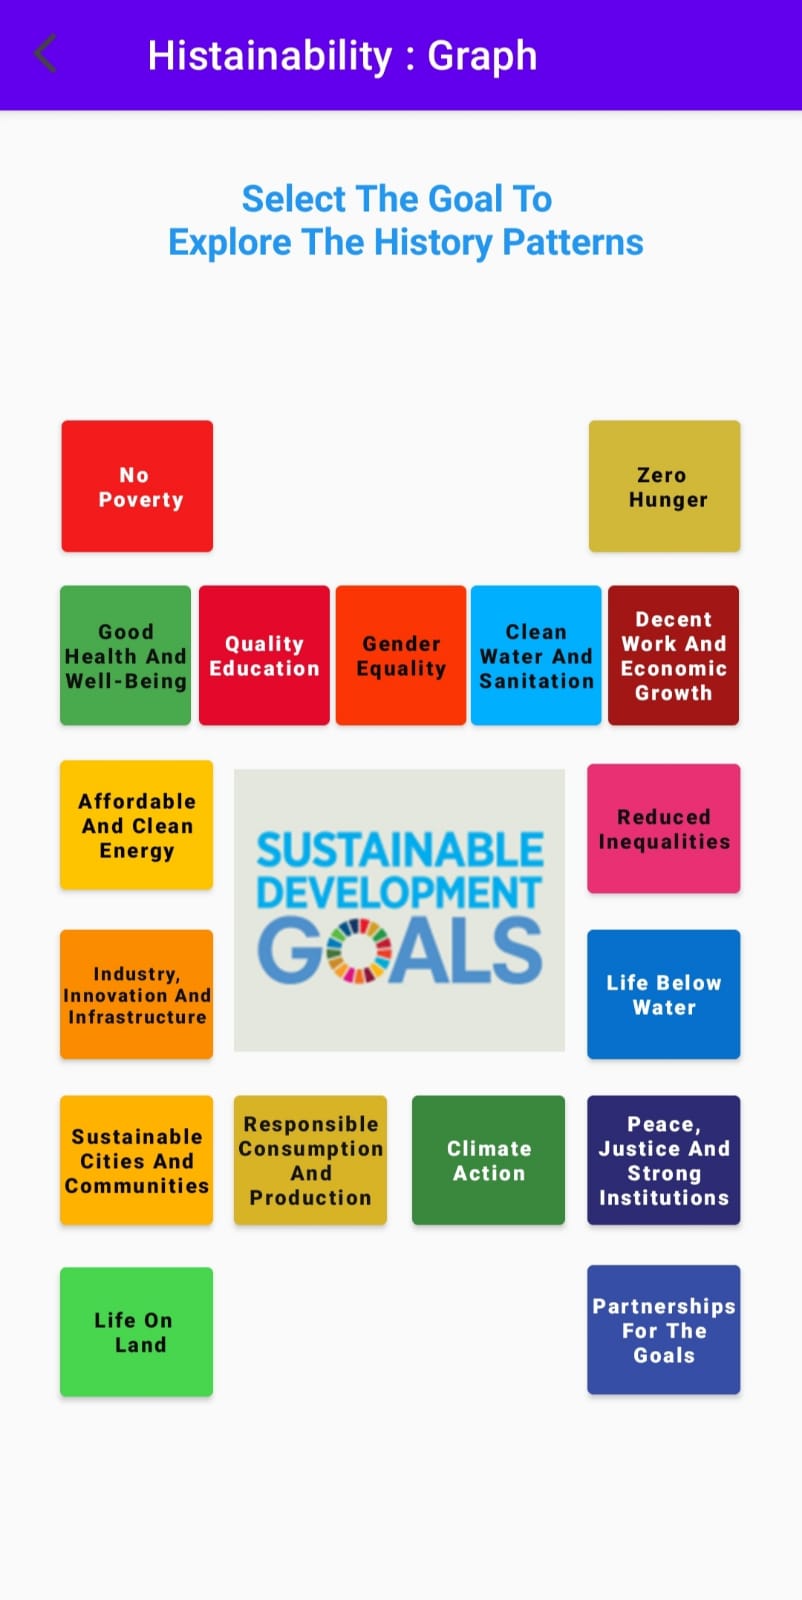 Histainability : Graph
Select The Goal To
Explore The History Patterns
No
Poverty
Zero
Hunger
Good
Health And
Well-Being
Quality
Education
Gender
Equality
Clean
Water And
Sanitation
Decent
Work And
Economic
Growth
Affordable
And Clean
Energy
SUSTAINABLE
DEVELOPMENT
GOALS
Reduced
Inequalities
Industry,
Innovation And
Infrastructure
Life Below
Water
Sustainable
Cities And
Communities
Responsible
Consumption
And
Production
Climate
Action
Peace,
Justice And
Strong
Institutions
Life On
Land
Partnerships
For The
Goals